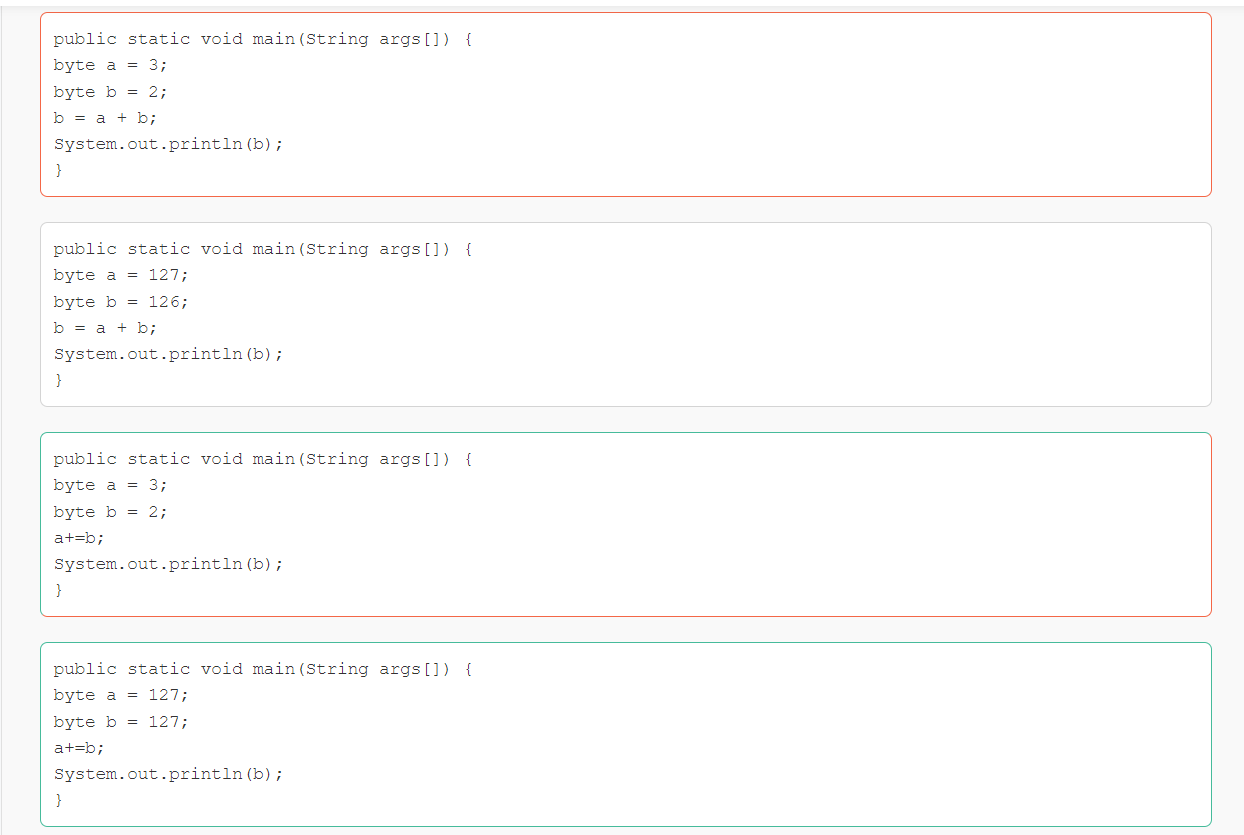 public static void main(String args[]) {
byte a = 3;
byte b = 2;
b = a + b;
System.out.println(b);
}
public static void main(String args[]) {
byte a = 127;
byte b = 126;
b = a + b;
System.out.println(b);
}
public static void main(String args[]) {
byte a = 3;
byte b = 2;
a+=b;
System.out.println(b);
}
public static void main(String args[]) {
byte a = 127;
byte b = 127;
a+=b;
System.out.println(b);
}